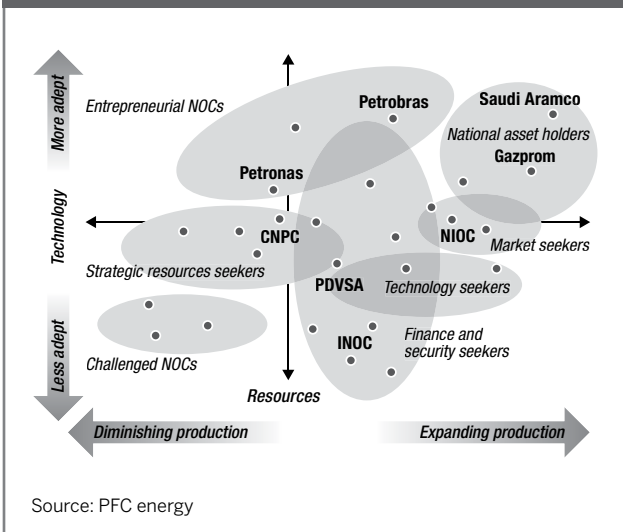 More adept
Technology
Less adept
Entrepreneurial NOCs
Petrobras
Saudi Aramco
National asset holders
Gazprom
Petronas
CNPC
NIOC
Market seekers
Strategic resources seekers
PDVSA
Technology seekers
INOC
Finance and
security seekers
Challenged NOCs
Resources
Diminishing production
Expanding production
Source: PFC energy